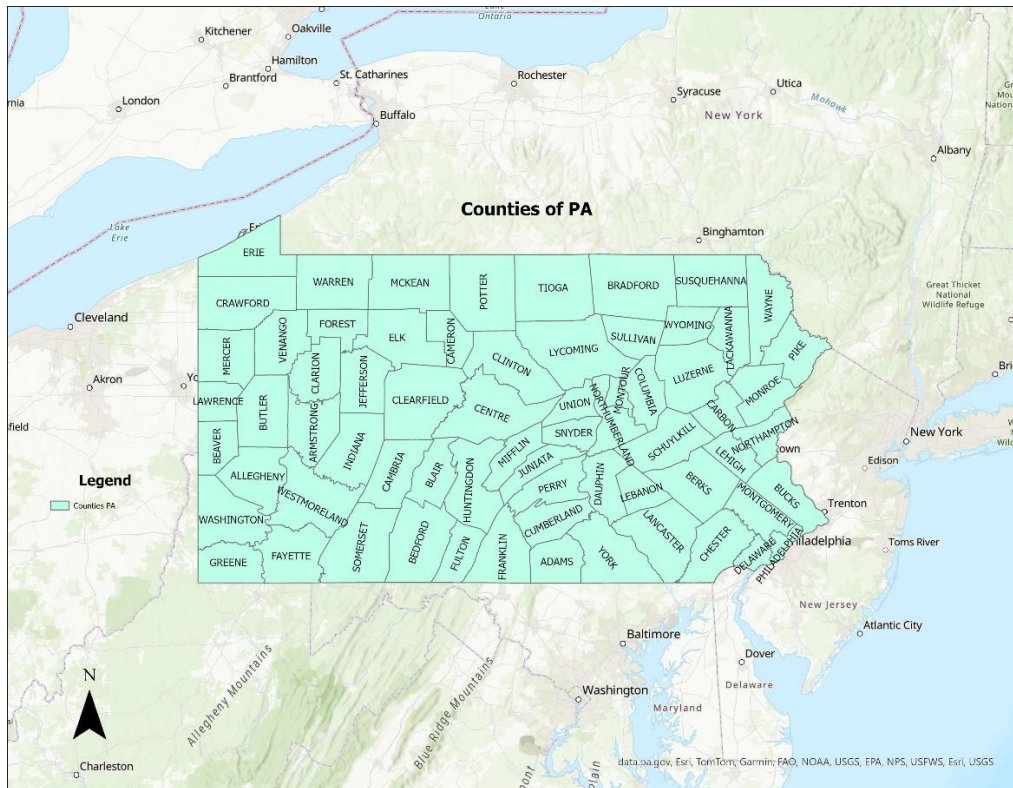 Lake
Ontario
Kitchener
Oakville
Hamilton
St. Catharines
Rochester
Utica
Brantford
Syracuse
Mohawk
London
Buffalo
New York
Albany
Counties of PA
Lake
Erie
Binghamton
ERIE
WARREN
MCKEAN
POTTER
TIOGA
BRADFORD
SUSQUEHANNA
WAYNE
Great Thicket
National
Wildlife Refuge
CRAWFORD
Cleveland
VENANGO
FOREST
ELK
CAMERON
WYOMING
LACKAWANNA
SULLIVAN
LYCOMING
PIKE
MERCER
CLARION
JEFFERSON
CLINTON
LUZERNE
COLUMBIA
MONTOUR
MONROE
Akron
LAWRENCE
BUTLER
CLEARFIELD
UNION
NORTHUMBERLAND
CARBON
ARMSTRONG
CENTRE
SNYDER
SCHUYLKILL
NORTHAMPTON
New York
BEAVER
INDIANA
MIFFLIN
LEHIGH
Edison
Legend
Counties PA
ALLEGHENY
CAMBRIA
BLAIR
HUNTINGDON
JUNIATA
PERRY
DAUPHIN
LEBANON
BERKS
BUCKS
MONTGOMERY
Trenton
WASHINGTON
WESTMORELAND
CUMBERLAND
LANCASTER
CHESTER
PHILADELPHIA
DELAWARE
Toms River
GREENE
FAYETTE
SOMERSET
BEDFORD
FULTON
FRANKLIN
ADAMS
YORK
New Jersey
Baltimore
Atlantic City
Dover
Delaware
N
Allegheny Mountains
Blue Ridge Mountains
Washington
Maryland
Charleston
data.pa.gov, Esri, TomTom, Garmin, FAO, NOAA, USGS, EPA, NPS, USFWS, Esri, USGS